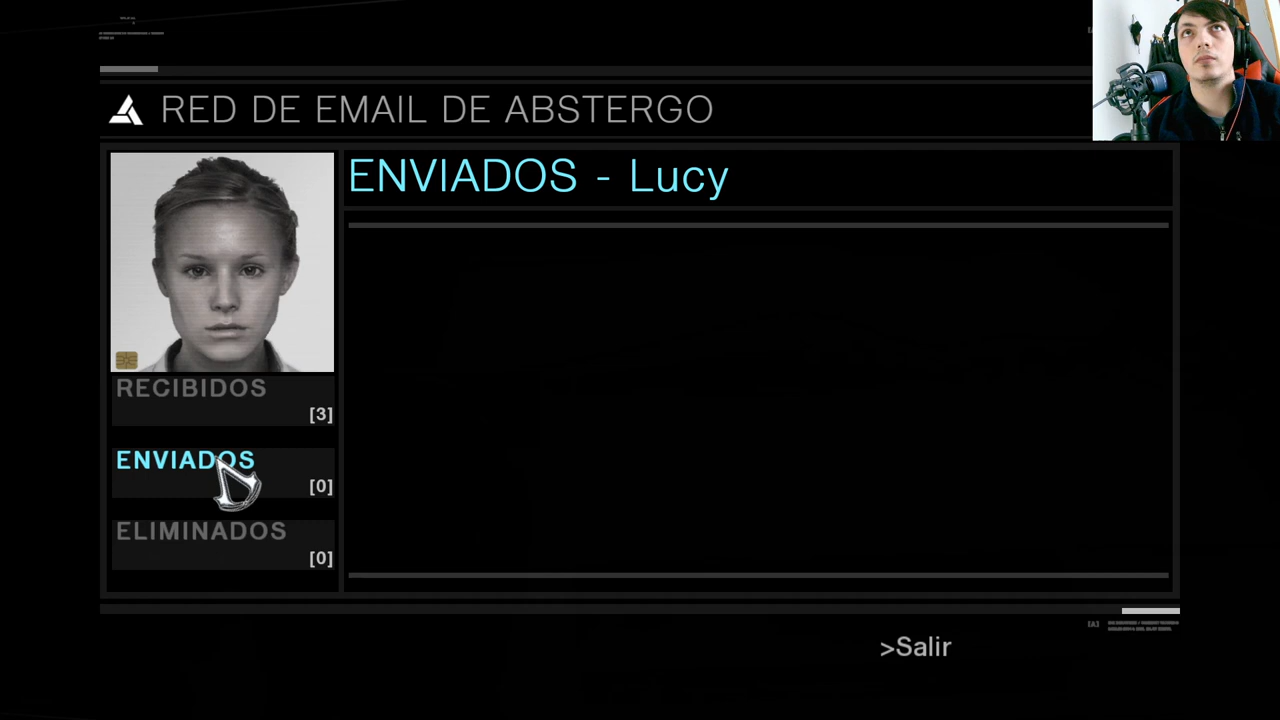 RED DE EMAIL DE ABSTERGO
ENVIADOS - Lucy
RECIBIDOS
[3]
ENVIADOS
[0]
ELIMINADOS
[0]
[A]
>Salir